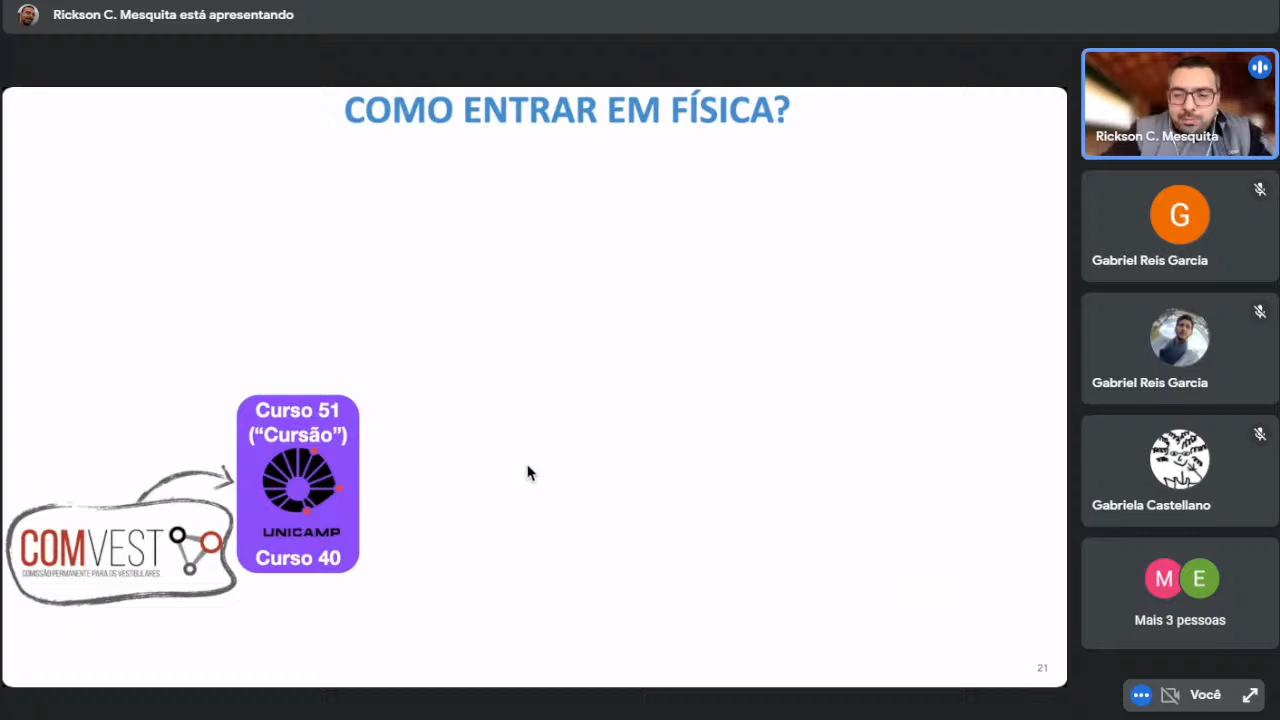 Rickson C. Mesquita está apresentando
COMO ENTRAR EM FÍSICA?
Curso 51
(“Cursão”)
UNICAMP
Curso 40
COMVEST
COMISSÃO PERMANENTE PARA OS VESTIBULARES
21
Rickson C. Mesquita
G
Gabriel Reis Garcia
Gabriel Reis Garcia
Gabriela Castellano
M E
Mais 3 pessoas
Você